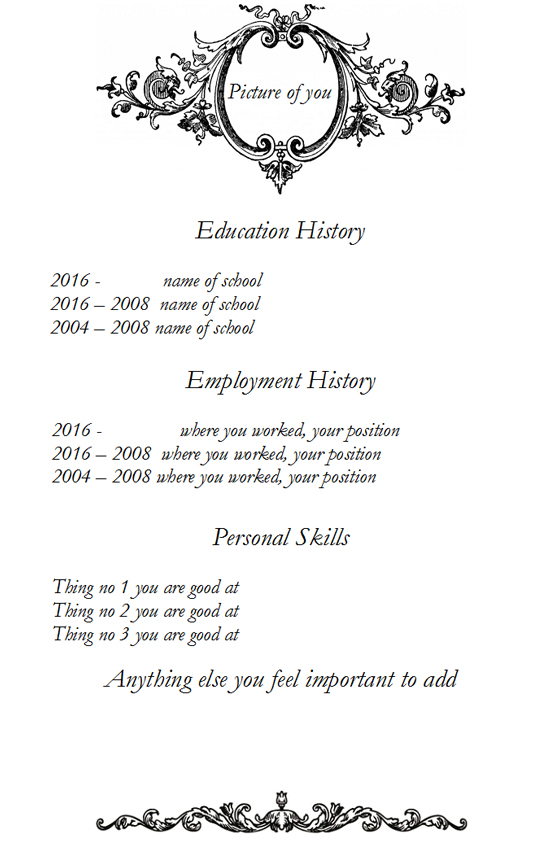 Picture of you
Education History
2016 - name of school
2016 – 2008 name of school
2004 – 2008 name of school
Employment History
2016 - where you worked, your position
2016 – 2008 where you worked, your position
2004 – 2008 where you worked, your position
Personal Skills
Thing no 1 you are good at
Thing no 2 you are good at
Thing no 3 you are good at
Anything else you feel important to add